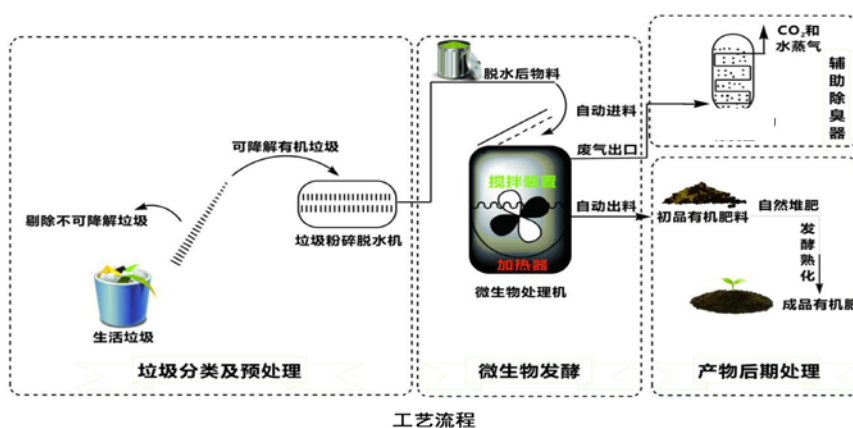 CO₂和
水蒸气
辅助除臭器
脱水后物料
自动进料
可降解有机垃圾
废气出口
搅拌装置
剔除不可降解垃圾
自动出料
初品有机肥料
自然堆肥
垃圾粉碎脱水机
发酵熟化
加热器
微生物处理机
成品有机肥
生活垃圾
垃圾分类及预处理
微生物发酵
产物后期处理
工艺流程